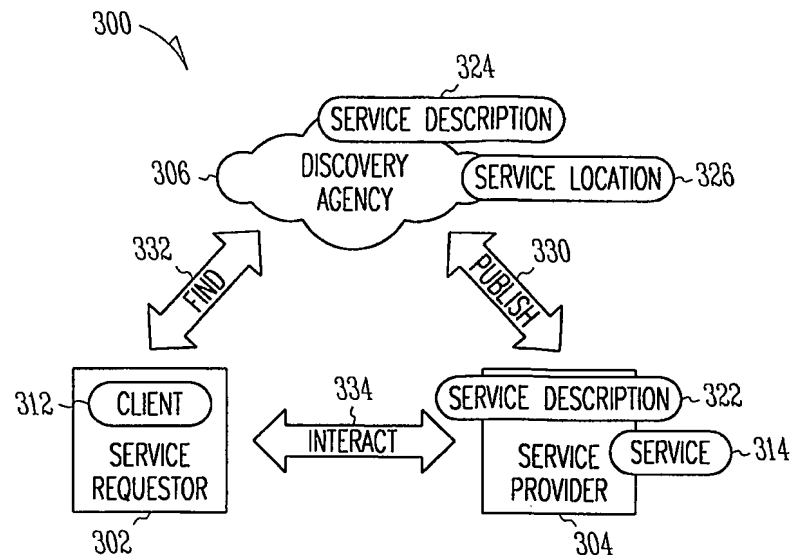 300
324
SERVICE DESCRIPTION
306
DISCOVERY
AGENCY
SERVICE LOCATION
326
332
FIND
330
PUBLISH
312
CLIENT
SERVICE
REQUESTOR
302
334
INTERACT
SERVICE DESCRIPTION
322
SERVICE
PROVIDER
SERVICE
314
304